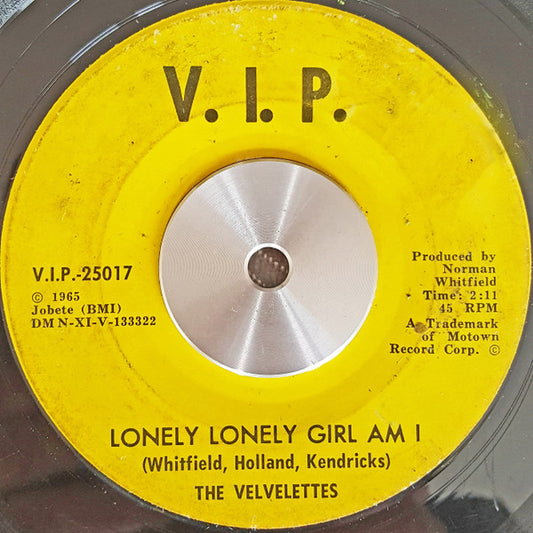 V. I. P.
V.I.P.-25017
© 1965
Jobete (BMI)
DM N-XI-V-133322
Produced by
Norman
Whitfield
Time: 2:11
45 RPM
A Trademark
of Motown
Record Corp. ©
LONELY LONELY GIRL AM I
(Whitfield, Holland, Kendricks)
THE VELVELETTES